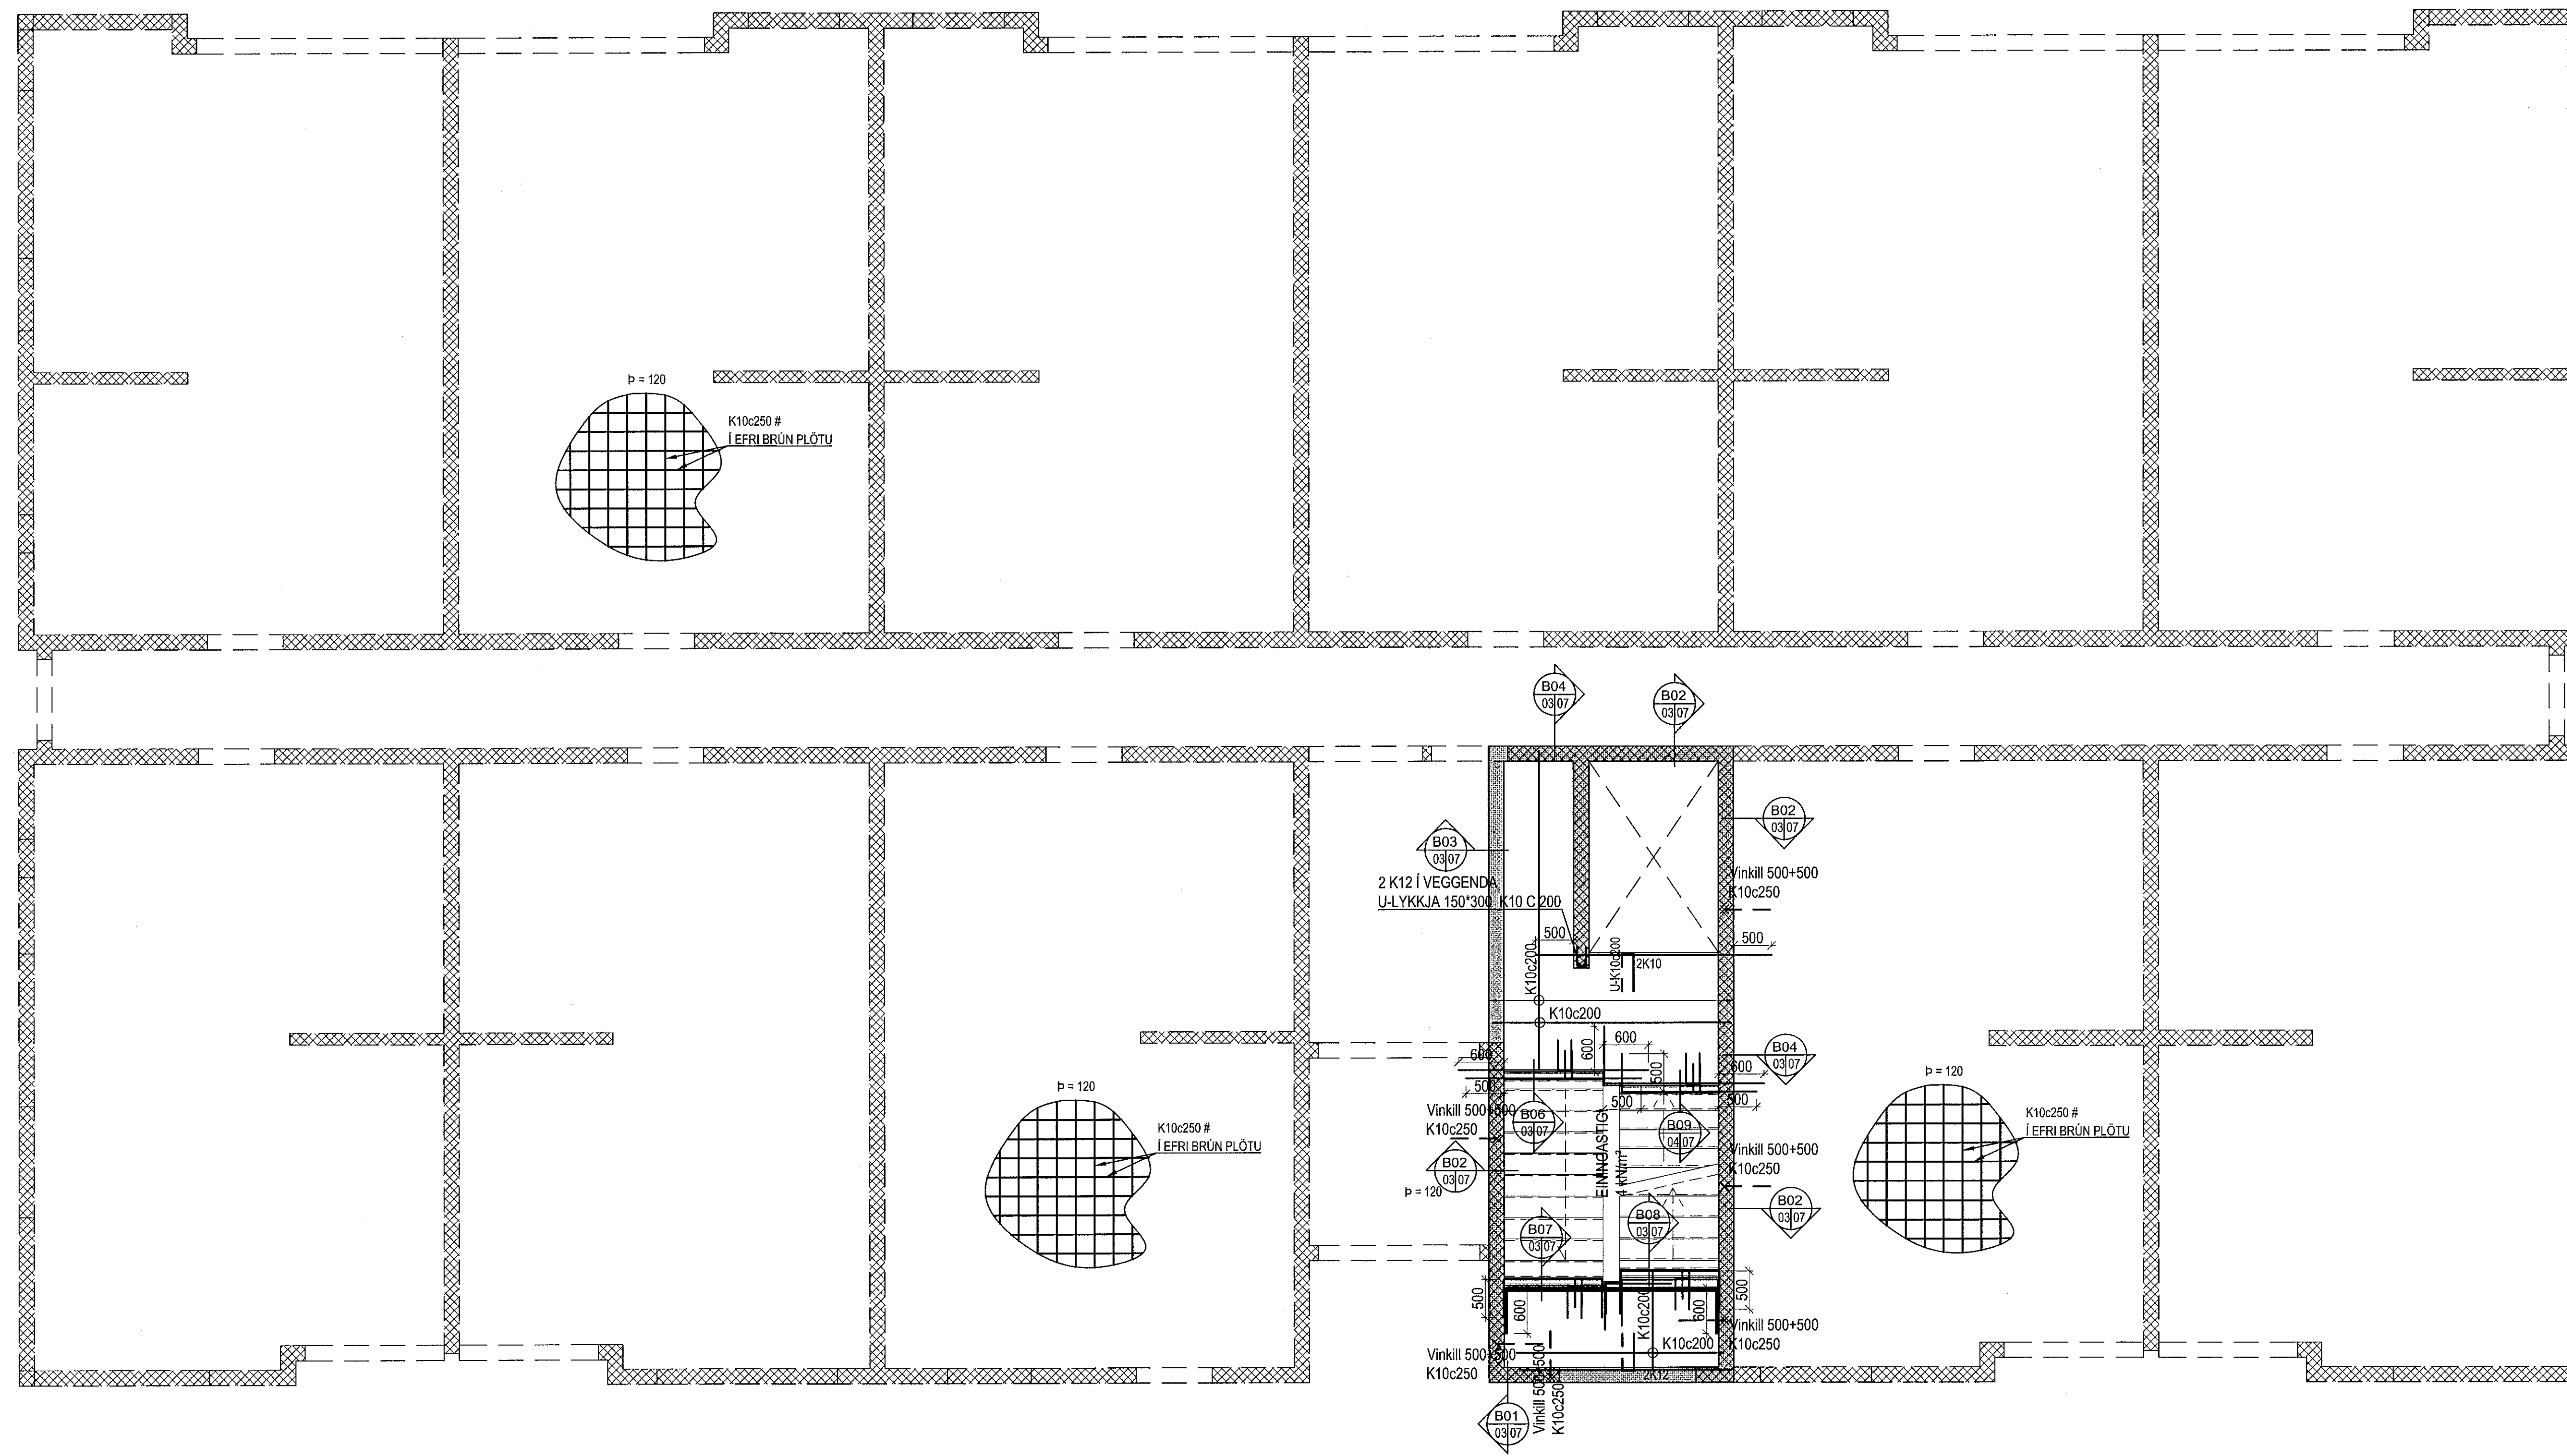 Þ = 120
K10c250 #
Í EFRI BRÚN PLÖTU
B04
03 07
B02
03 07
B02
03 07
B03
03 07
2 K12 Í VEGGENDA
U-LYKKJA 150*300 K10 C 200
Vinkill 500+500
K10c250
500
500
K10c200
U-K10c200
2K10
K10c200
600
600
600
B04
03 07
600
500
500
500
500
Þ = 120
K10c250 #
Í EFRI BRÚN PLÖTU
Vinkill 500+500
K10c250
B06
03 07
EININGASTIGI
4 kN/m²
B09
04 07
Þ = 120
K10c250 #
Í EFRI BRÚN PLÖTU
Vinkill 500+500
K10c250
B02
03 07
Þ = 120
B02
03 07
B07
03 07
B08
03 07
500
600
K10c200
600
500
Vinkill 500+500
K10c250
K10c200
Vinkill 500+500
K10c250
2K12
Vinkill 500+500
K10c250
B01
03 07